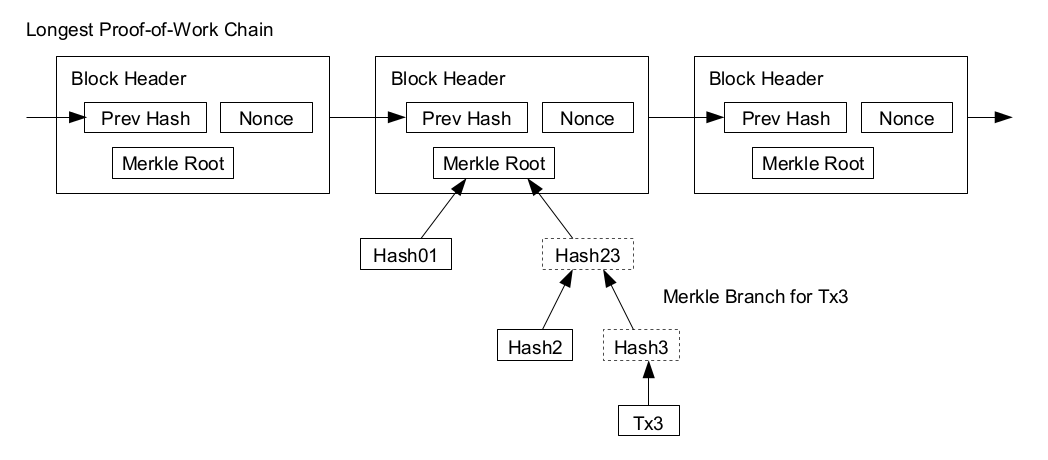 Longest Proof-of-Work Chain
Block Header
Prev Hash
Nonce
Merkle Root
Block Header
Prev Hash
Nonce
Merkle Root
Block Header
Prev Hash
Nonce
Merkle Root
Hash01
Hash23
Merkle Branch for Tx3
Hash2
Hash3
Tx3